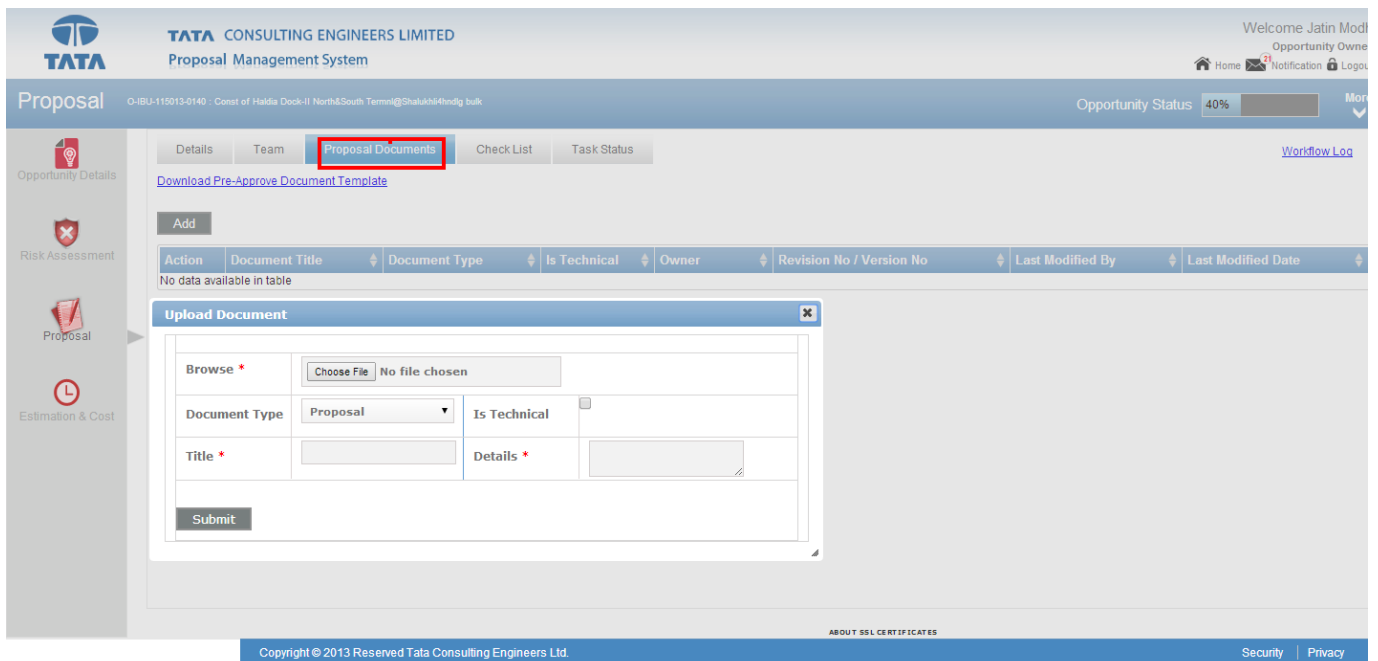 Welcome Jatin Modh
TATA CONSULTING ENGINEERS LIMITED
Opportunity Owne
TATA
Proposal Management System
Home 21 Notification Logou
Proposal O-IBU-115013-0140 : Const of Haldia Dock-II North&South Termnl@Shalukhli4hndlg bulk Opportunity Status 40% More
Details Team Proposal Documents Check List Task Status Workflow Log
Opportunity Details
Download Pre-Approve Document Template
Add
Risk Assessment
Action Document Title Document Type Is Technical Owner Revision No / Version No Last Modified By Last Modified Date
No data available in table
Upload Document
Proposal
Browse * Choose File No file chosen
Document Type Proposal Is Technical
Estimation & Cost
Title * Details *
Submit
ABOUT SSL CERTIFICATES
Copyright © 2013 Reserved Tata Consulting Engineers Ltd. Security | Privacy